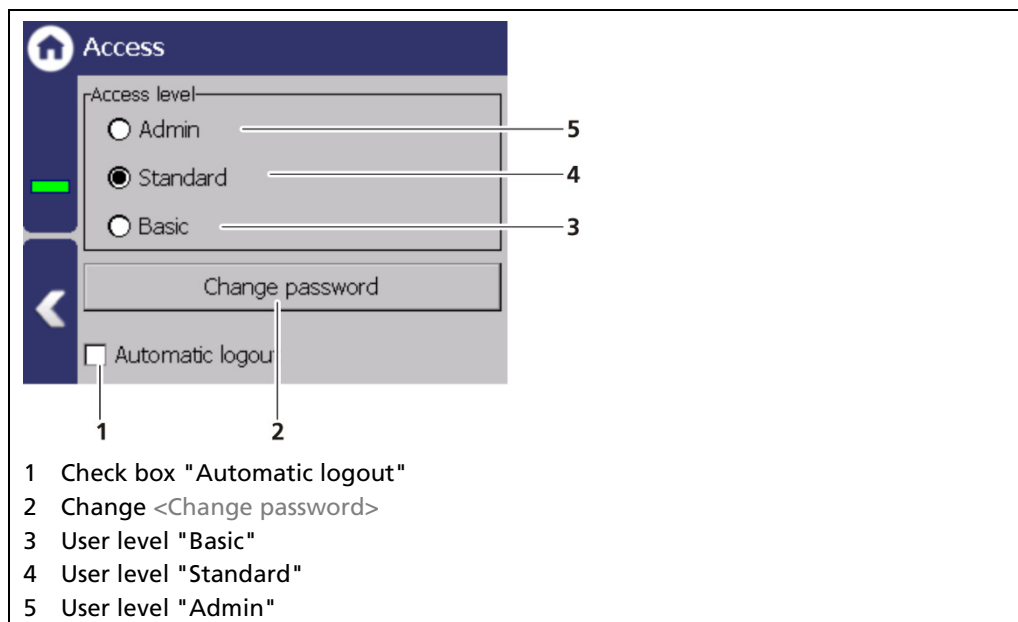 Access
Access level
Admin
5
Standard
4
Basic
3
Change password
Automatic logout
1
2
1 Check box "Automatic logout"
2 Change <Change password>
3 User level "Basic"
4 User level "Standard"
5 User level "Admin"